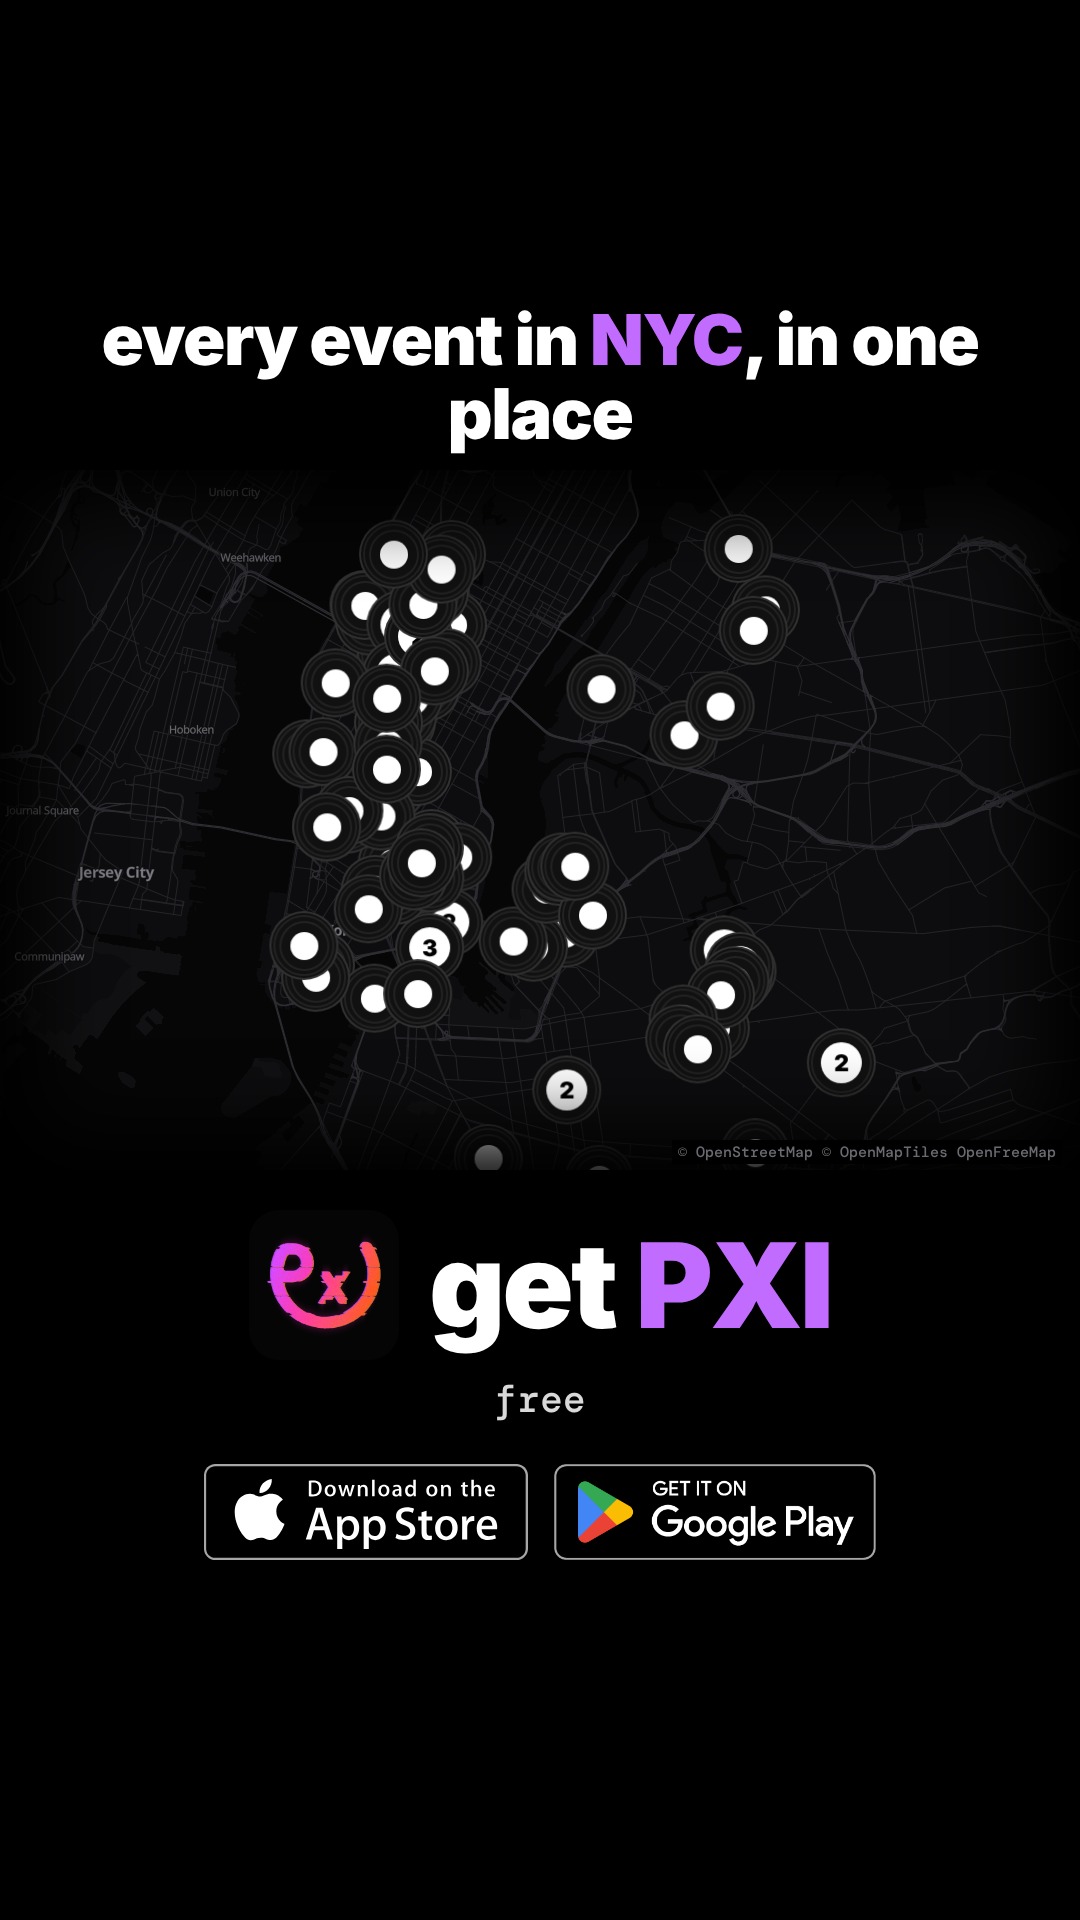 every event in NYC, in one
place
Union City
Weehawken
Hoboken
Journal Square
Jersey City
Communipaw
3
2
2
© OpenStreetMap © OpenMapTiles OpenFreeMap
Px
get PXI
free
Download on the
App Store
GET IT ON
Google Play